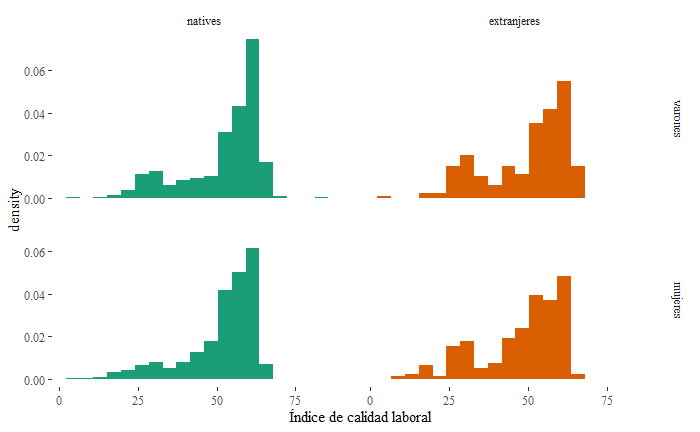 natives extranjeres
0.06
0.04
0.02
0.00
varones
density
0.06
0.04
0.02
0.00
mujeres
0 25 50 75 0 25 50 75
Índice de calidad laboral